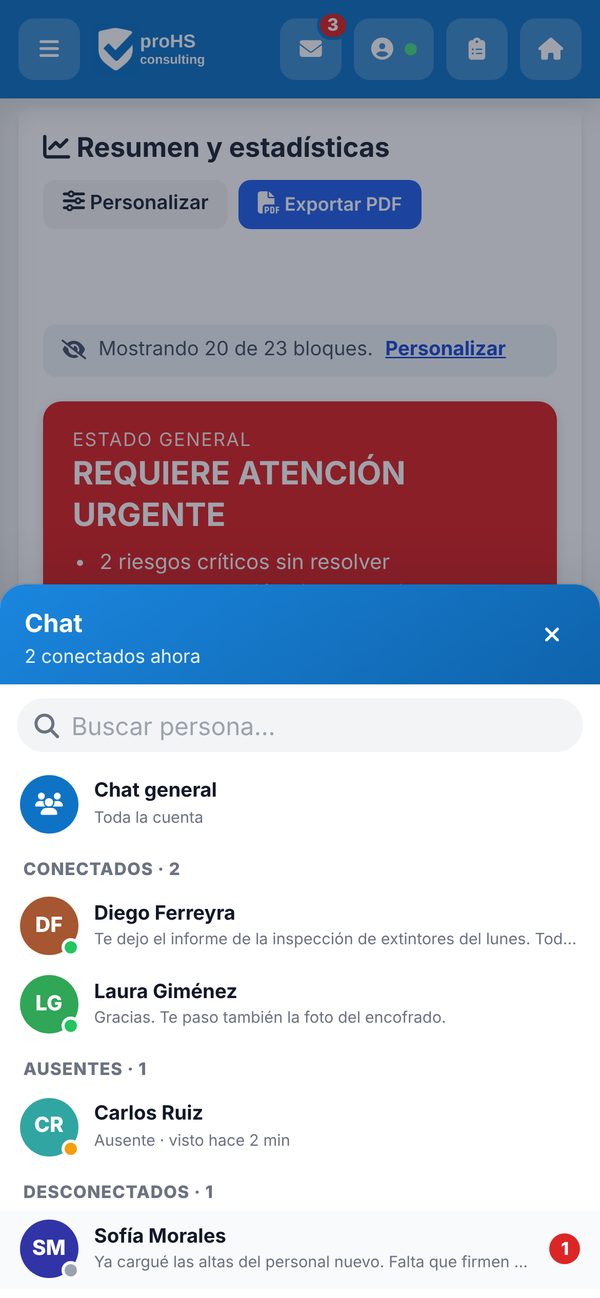 3
proHS
consulting
Resumen y estadísticas
Personalizar
PDF Exportar PDF
Mostrando 20 de 23 bloques. Personalizar
ESTADO GENERAL
REQUIERE ATENCIÓN
URGENTE
• 2 riesgos críticos sin resolver
Chat
2 conectados ahora
Buscar persona...
Chat general
Toda la cuenta
CONECTADOS · 2
DF
Diego Ferreyra
Te dejo el informe de la inspección de extintores del lunes. Tod...
LG
Laura Giménez
Gracias. Te paso también la foto del encofrado.
AUSENTES · 1
CR
Carlos Ruiz
Ausente · visto hace 2 min
DESCONECTADOS · 1
SM
Sofía Morales
Ya cargué las altas del personal nuevo. Falta que firmen ...
1